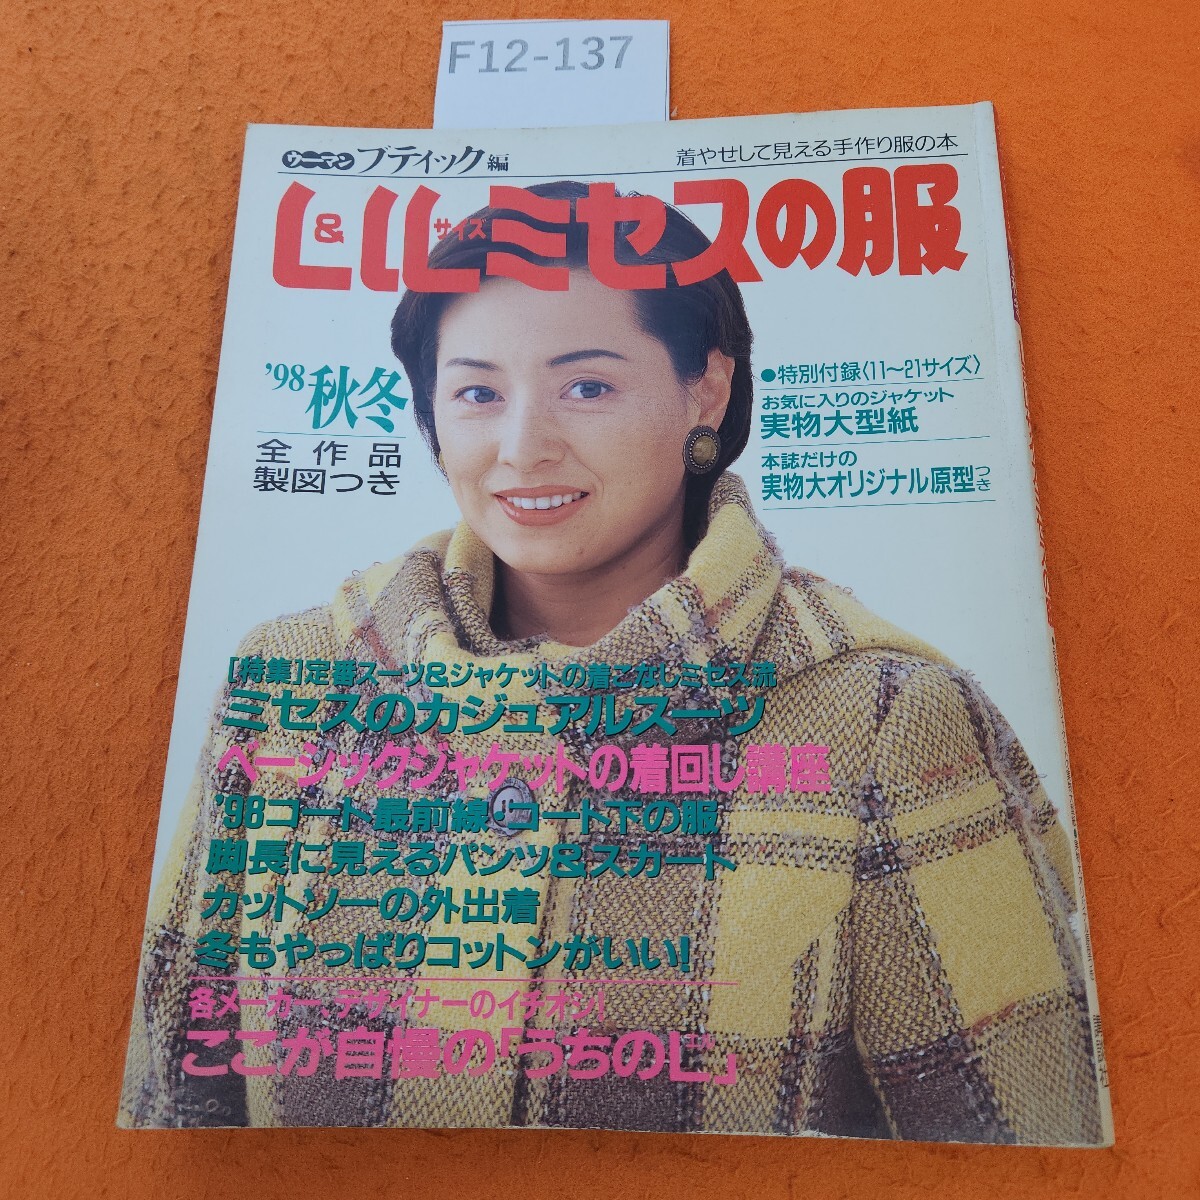 F12-137
ウーマンブティック編
着やせして見える手作り服の本
L&LLサイズミセスの服
'98秋冬
全作品
製図つき
●特別付録〈11〜21サイズ〉
お気に入りのジャケット
実物大型紙
本誌だけの
実物大オリジナル原型つき
[特集]定番スーツ&ジャケットの着こなしミセス流
ミセスのカジュアルスーツ
ベーシックジャケットの着回し講座
'98コート最前線・コート下の服
脚長に見えるパンツ&スカート
カットソーの外出着
冬もやっぱりコットンがいい!
各メーカー、デザイナーのイチオシ!
ここが自慢の「うちのL」